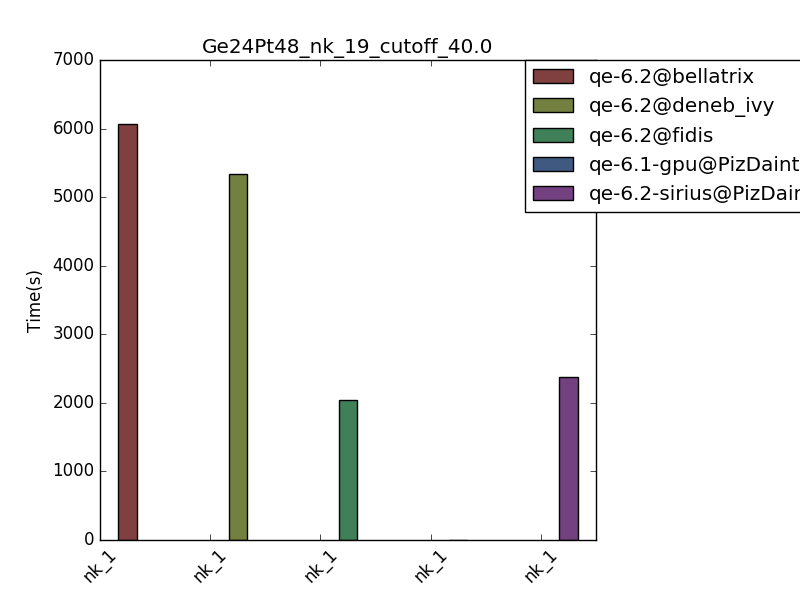 Ge24Pt48_nk_19_cutoff_40.0
7000
6000
5000
4000
3000
2000
1000
0
Time(s)
qe-6.2@bellatrix
qe-6.2@deneb_ivy
qe-6.2@fidis
qe-6.1-gpu@PizDaint
qe-6.2-sirius@PizDain
nk_1
nk_1
nk_1
nk_1
nk_1